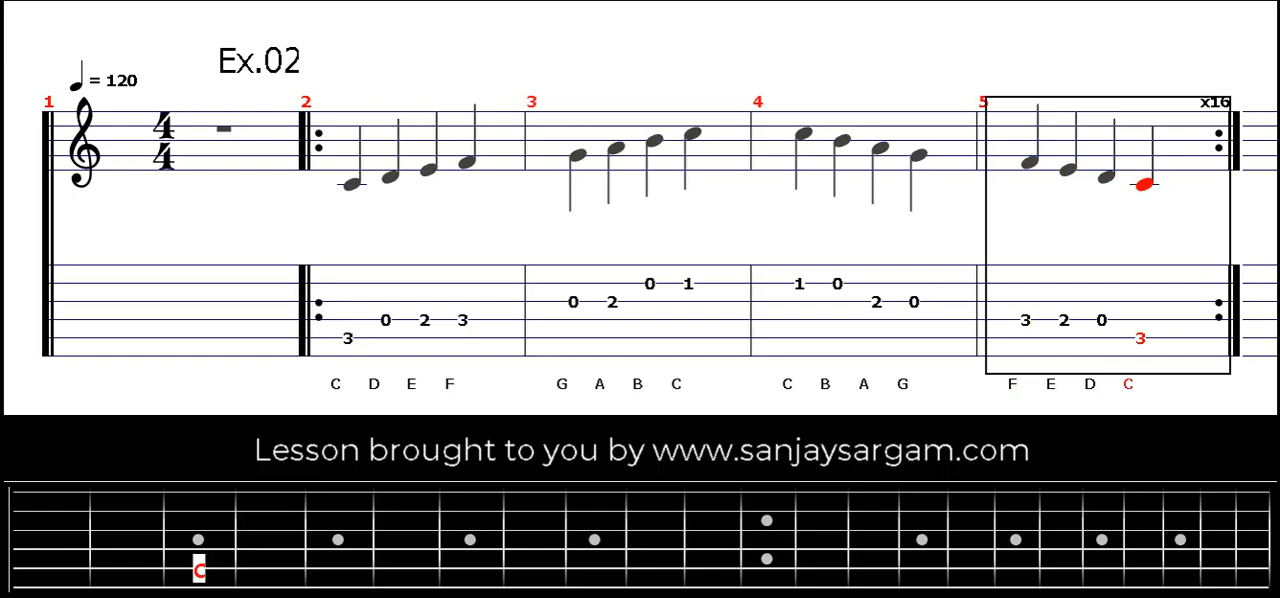 Ex.02
= 120
1 2 3 4 5 x16
4
4
0 1 1 0
0 2 2 0
0 2 3 3 2 0
3 3
C D E F G A B C C B A G F E D C
Lesson brought to you by www.sanjaysargam.com
C